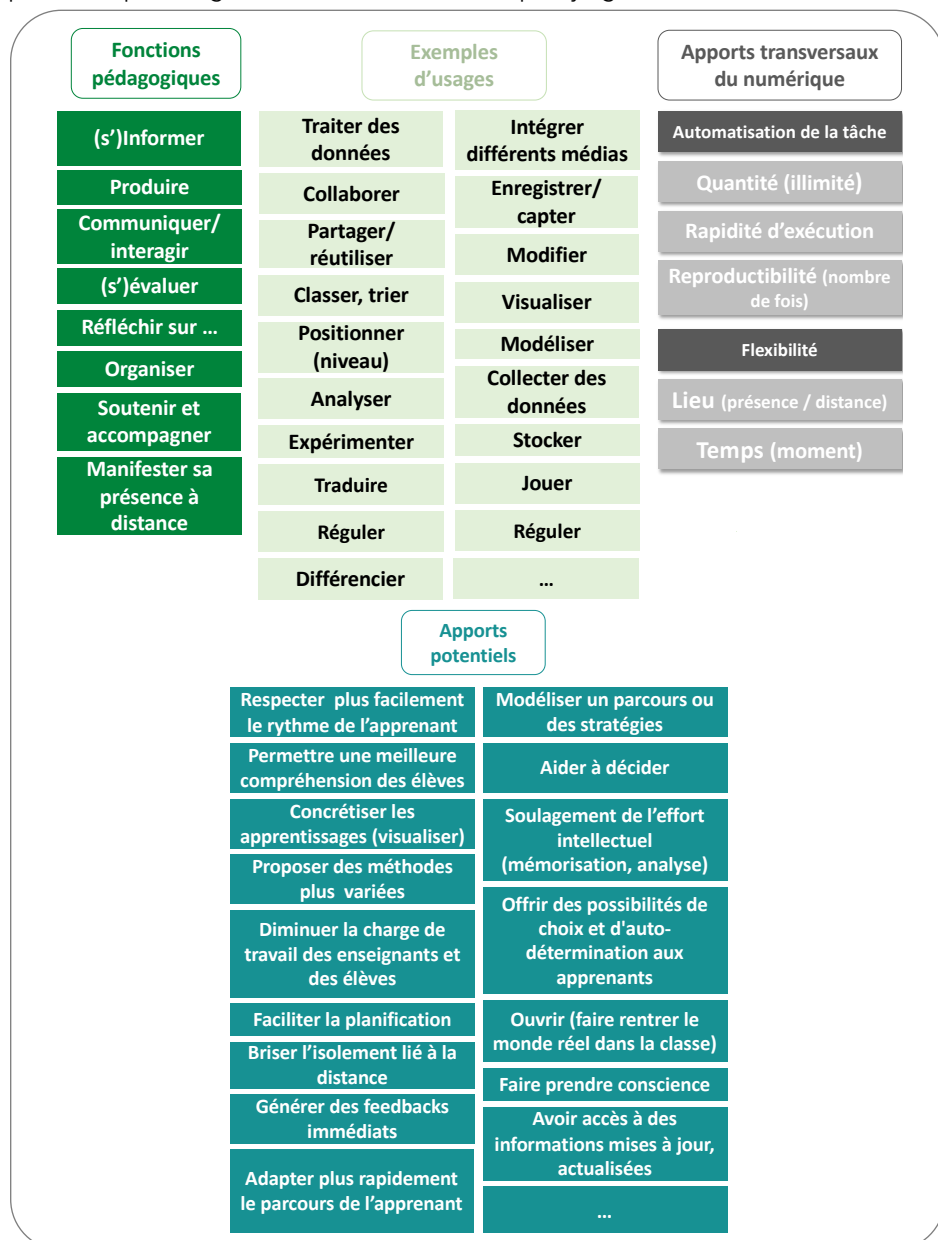 Fonctions
pédagogiques
(s')Informer
Produire
Communiquer/
interagir
(s')évaluer
Réfléchir sur ...
Organiser
Soutenir et
accompagner
Manifester sa
présence à
distance
Exemples
d'usages
Traiter des
données
Collaborer
Partager/
réutiliser
Classer, trier
Positionner
(niveau)
Analyser
Expérimenter
Traduire
Réguler
Différencier
Intégrer
différents médias
Enregistrer/
capter
Modifier
Visualiser
Modéliser
Collecter des
données
Stocker
Jouer
Réguler
...
Apports transversaux
du numérique
Automatisation de la tâche
Quantité (illimité)
Rapidité d'exécution
Reproductibilité (nombre
de fois)
Flexibilité
Lieu (présence / distance)
Temps (moment)
Apports
potentiels
Respecter plus facilement
le rythme de l'apprenant
Permettre une meilleure
compréhension des élèves
Concrétiser les
apprentissages (visualiser)
Proposer des méthodes
plus variées
Diminuer la charge de
travail des enseignants et
des élèves
Faciliter la planification
Briser l'isolement lié à la
distance
Générer des feedbacks
immédiats
Adapter plus rapidement
le parcours de l'apprenant
Modéliser un parcours ou
des stratégies
Aider à décider
Soulagement de l'effort
intellectuel
(mémorisation, analyse)
Offrir des possibilités de
choix et d'auto-
détermination aux
apprenants
Ouvrir (faire rentrer le
monde réel dans la classe)
Faire prendre conscience
Avoir accès à des
informations mises à jour,
actualisées
...